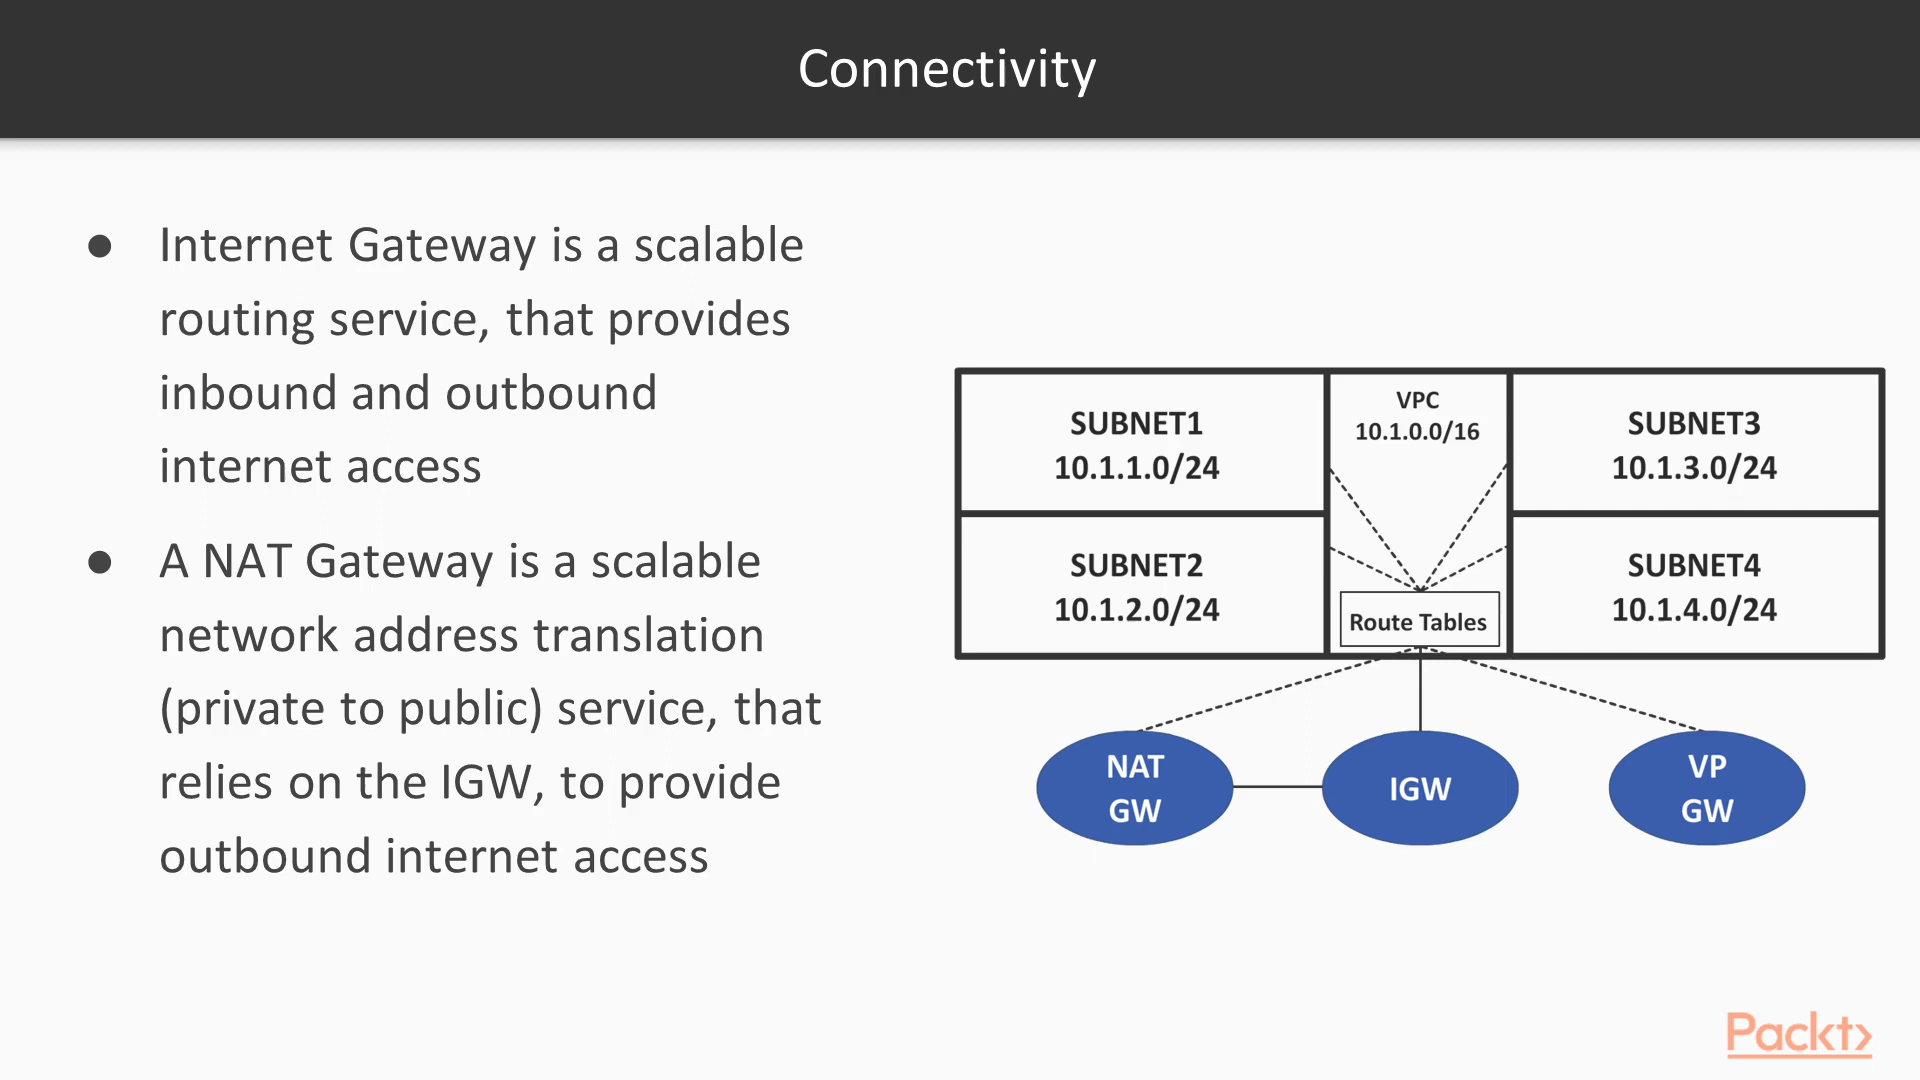 Connectivity
● Internet Gateway is a scalable
routing service, that provides
inbound and outbound
internet access
● A NAT Gateway is a scalable
network address translation
(private to public) service, that
relies on the IGW, to provide
outbound internet access
SUBNET1
10.1.1.0/24
VPC
10.1.0.0/16
SUBNET3
10.1.3.0/24
SUBNET2
10.1.2.0/24
Route Tables
SUBNET4
10.1.4.0/24
NAT
GW
IGW
VP
GW
Packt>